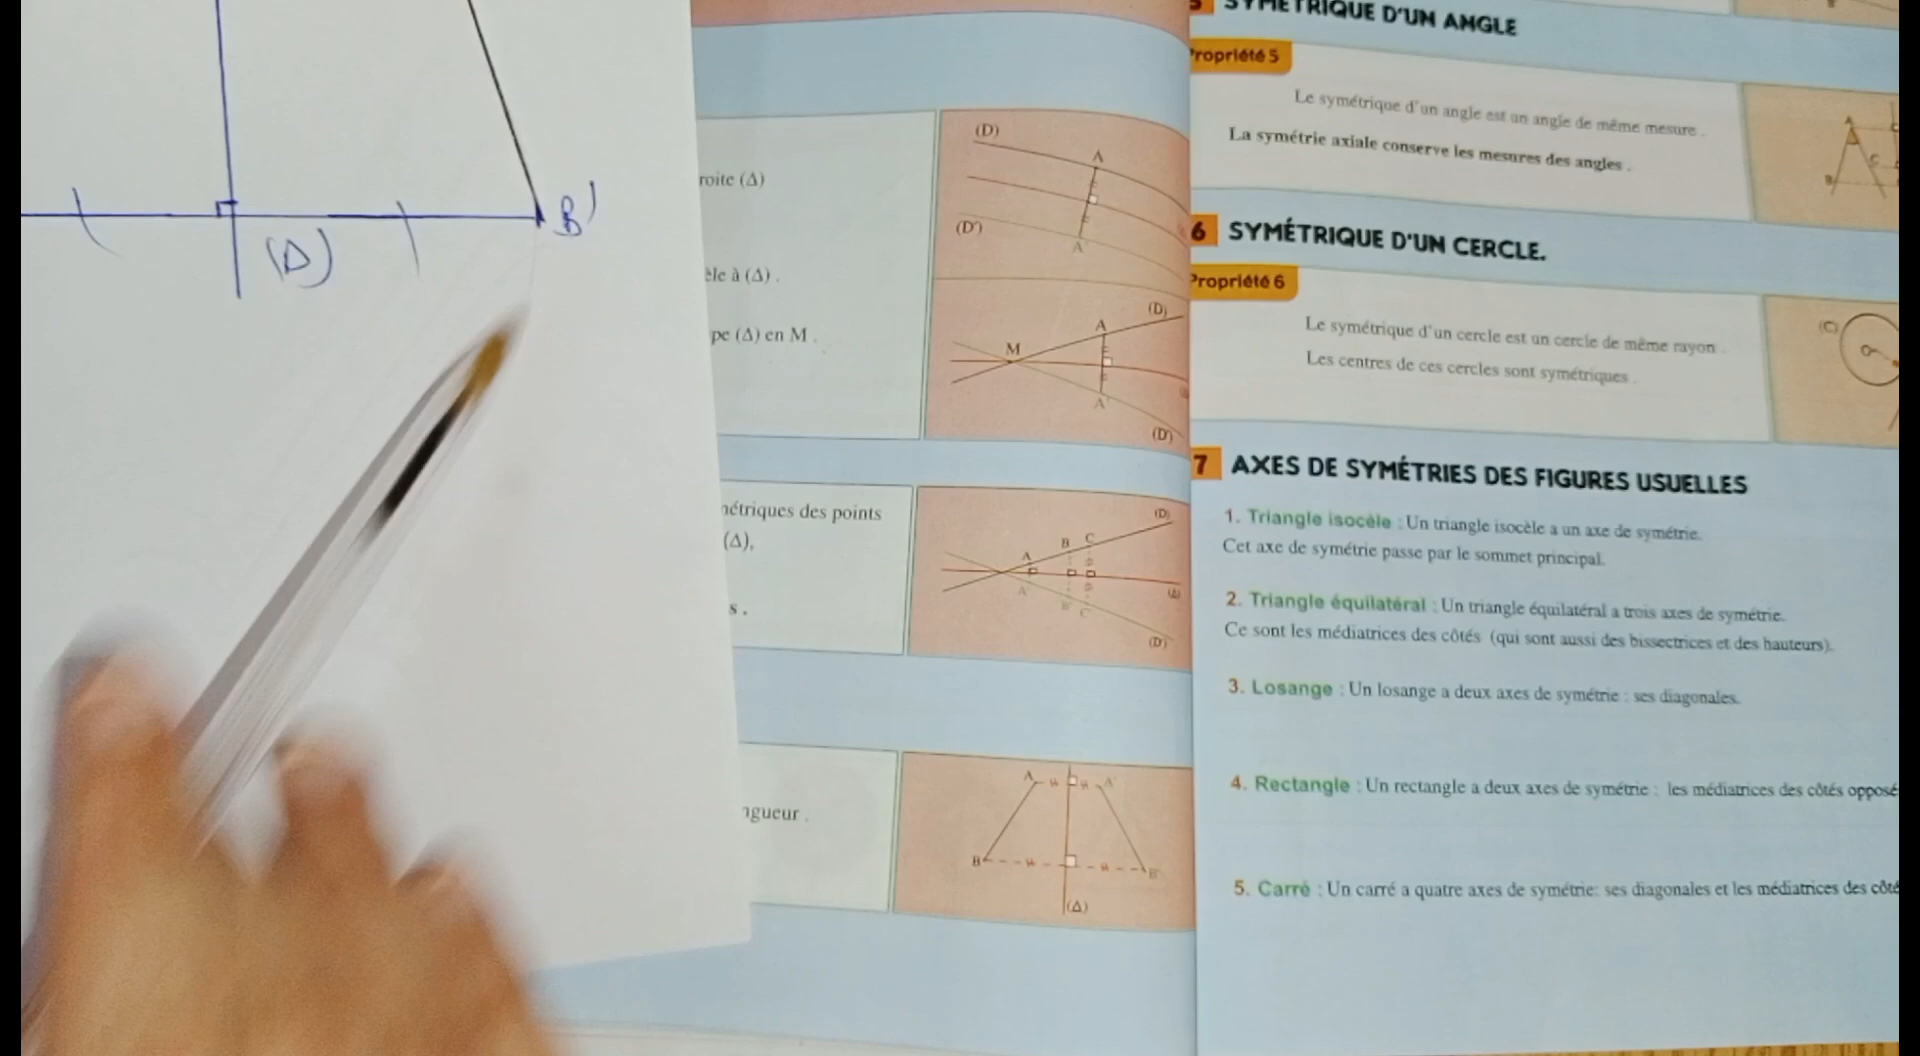 (Δ)
B'
roite (Δ)
èle à (Δ) .
pe (Δ) en M .
(D)
A
(D')
A'
(D)
A
M
A'
(D')
nétriques des points
(Δ),
s .
(D)
B C
A
A'
B' C'
(Δ)
(D')
ngueur .
A A'
B B'
(Δ)
5 SYMÉTRIQUE D'UN ANGLE
Propriété 5
Le symétrique d'un angle est un angle de même mesure .
La symétrie axiale conserve les mesures des angles .
A
C
B
6 SYMÉTRIQUE D'UN CERCLE.
Propriété 6
Le symétrique d'un cercle est un cercle de même rayon .
Les centres de ces cercles sont symétriques .
(C)
O
7 AXES DE SYMÉTRIES DES FIGURES USUELLES
1. Triangle isocèle : Un triangle isocèle a un axe de symétrie.
Cet axe de symétrie passe par le sommet principal.
2. Triangle équilatéral : Un triangle équilatéral a trois axes de symétrie.
Ce sont les médiatrices des côtés (qui sont aussi des bissectrices et des hauteurs).
3. Losange : Un losange a deux axes de symétrie : ses diagonales.
4. Rectangle : Un rectangle a deux axes de symétrie : les médiatrices des côtés opposé
5. Carré : Un carré a quatre axes de symétrie: ses diagonales et les médiatrices des côté